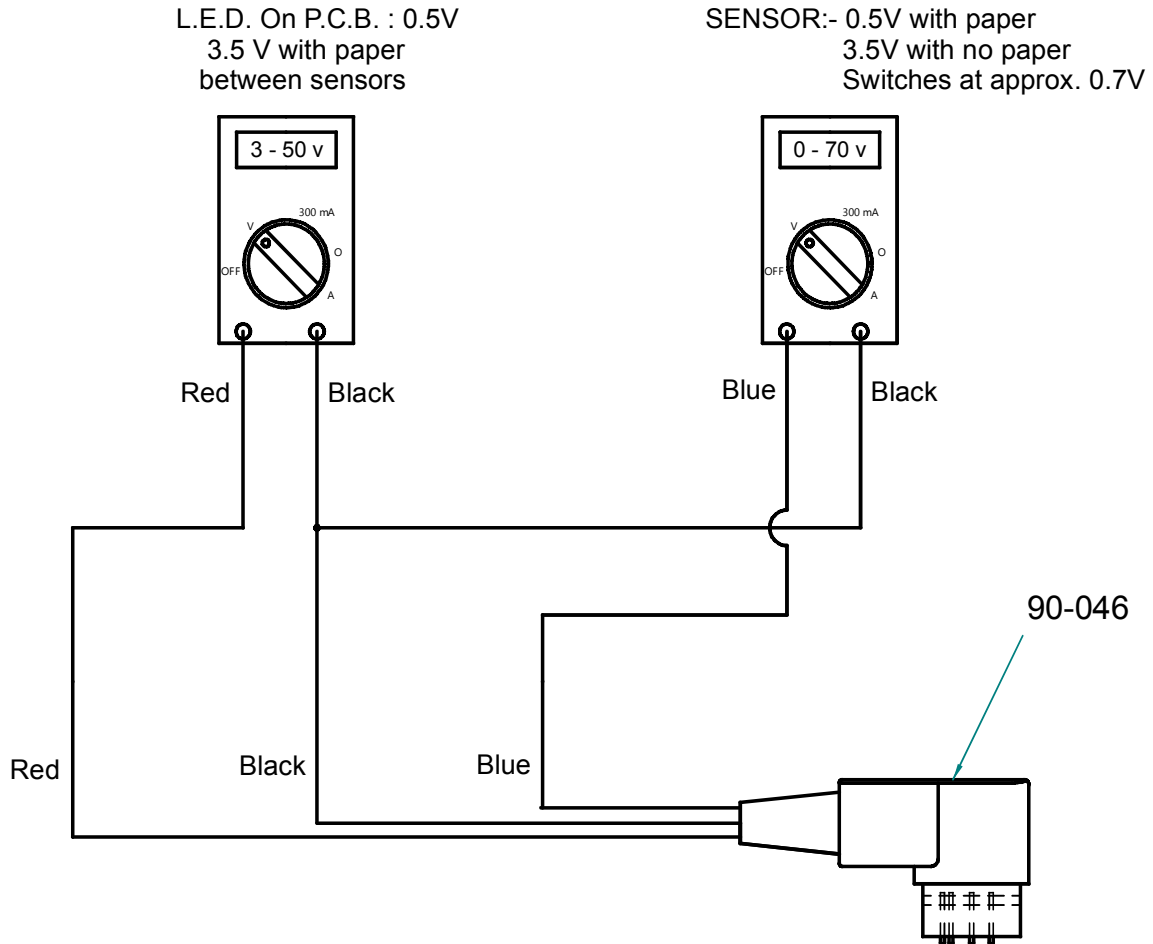 L.E.D. On P.C.B. : 0.5V
3.5 V with paper
between sensors
SENSOR:- 0.5V with paper
3.5V with no paper
Switches at approx. 0.7V
3 - 50 v
300 mA
V
O
OFF
A
0 - 70 v
300 mA
V
O
OFF
A
Red
Black
Blue
Black
90-046
Red
Black
Blue